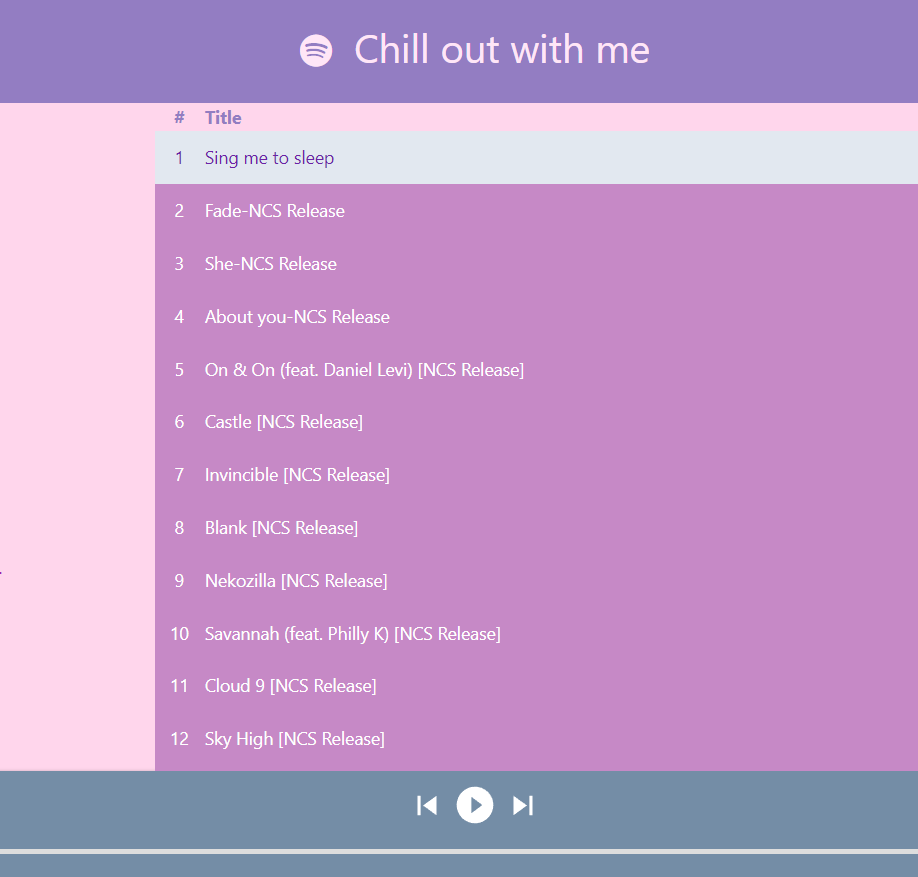 Chill out with me
# Title
1 Sing me to sleep
2 Fade-NCS Release
3 She-NCS Release
4 About you-NCS Release
5 On & On (feat. Daniel Levi) [NCS Release]
6 Castle [NCS Release]
7 Invincible [NCS Release]
8 Blank [NCS Release]
9 Nekozilla [NCS Release]
10 Savannah (feat. Philly K) [NCS Release]
11 Cloud 9 [NCS Release]
12 Sky High [NCS Release]